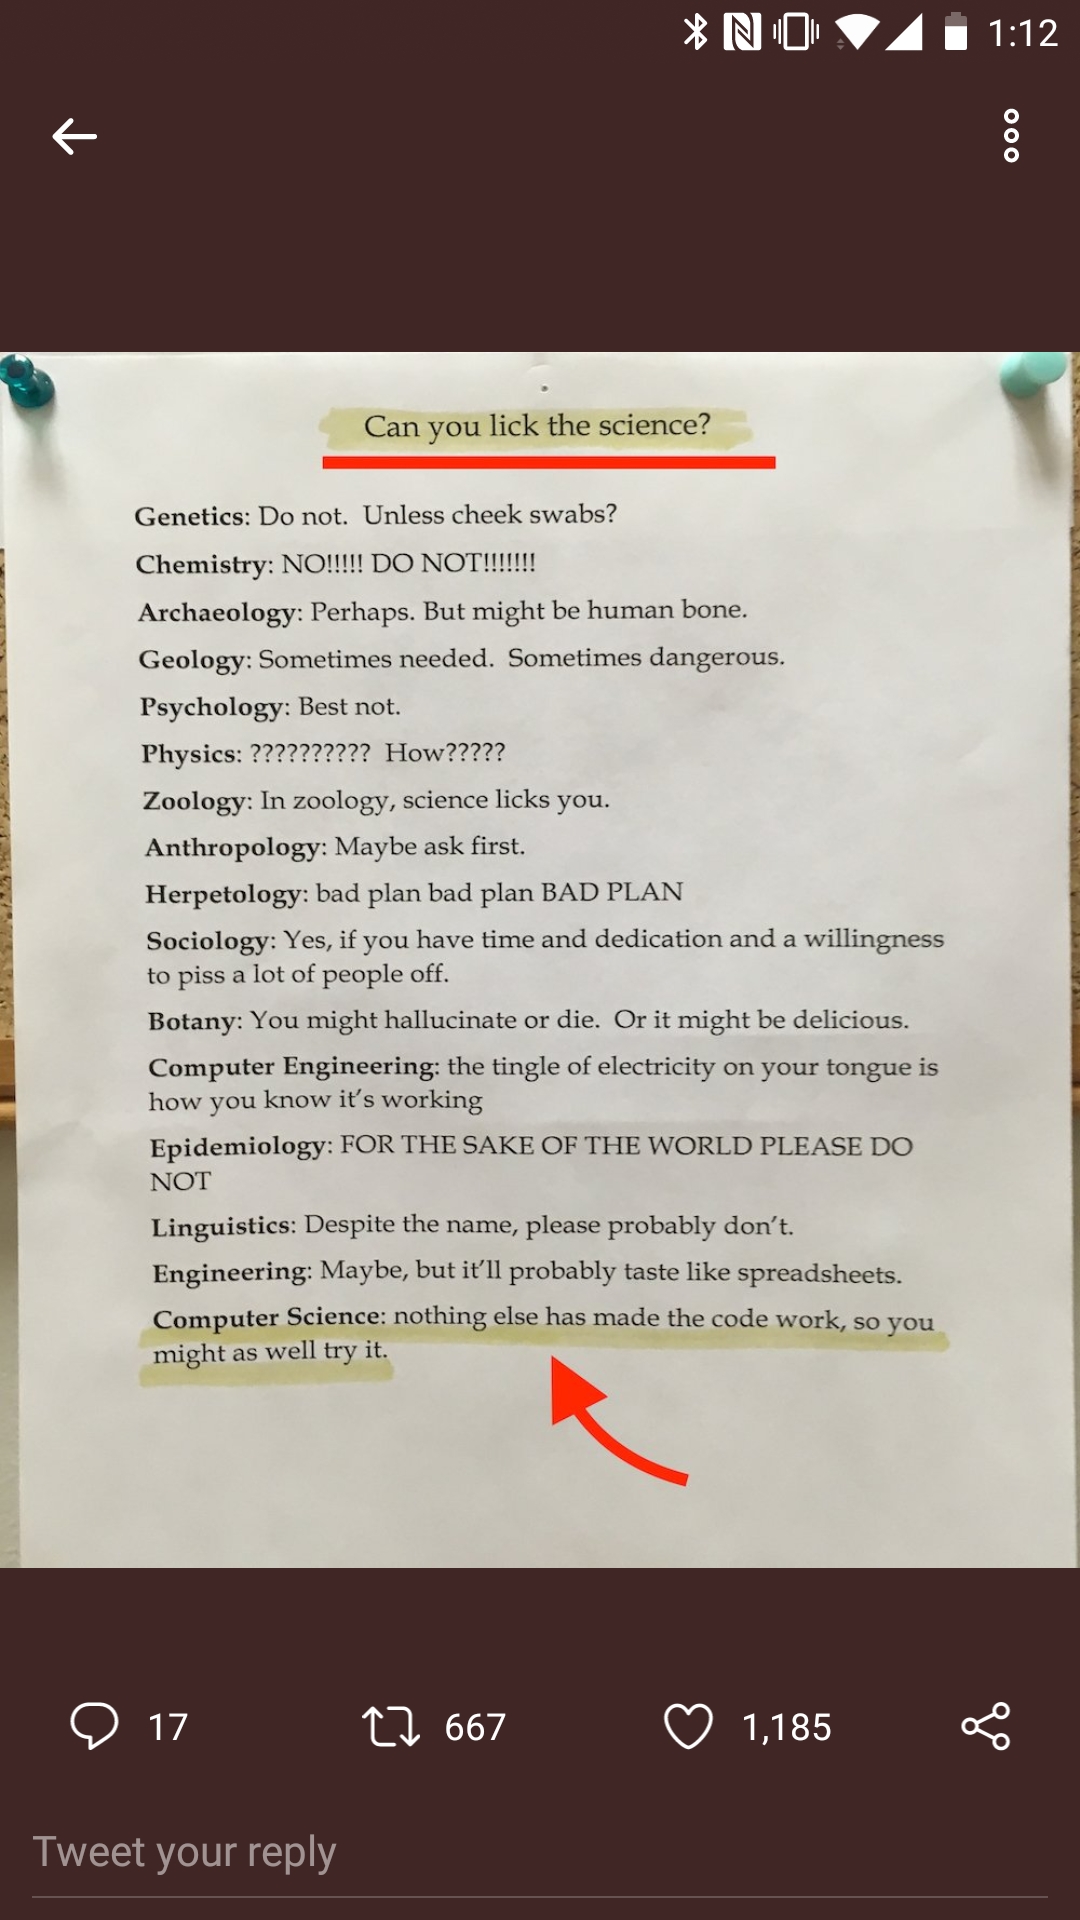 1:12
Can you lick the science?
Genetics: Do not.  Unless cheek swabs?
Chemistry: NO!!!!! DO NOT!!!!!!!
Archaeology: Perhaps. But might be human bone.
Geology: Sometimes needed.  Sometimes dangerous.
Psychology: Best not.
Physics: ??????????  How?????
Zoology: In zoology, science licks you.
Anthropology: Maybe ask first.
Herpetology: bad plan bad plan BAD PLAN
Sociology: Yes, if you have time and dedication and a willingness
to piss a lot of people off.
Botany: You might hallucinate or die.  Or it might be delicious.
Computer Engineering: the tingle of electricity on your tongue is
how you know it’s working
Epidemiology: FOR THE SAKE OF THE WORLD PLEASE DO
NOT
Linguistics: Despite the name, please probably don’t.
Engineering: Maybe, but it’ll probably taste like spreadsheets.
Computer Science: nothing else has made the code work, so you
might as well try it.
17 667 1,185
Tweet your reply